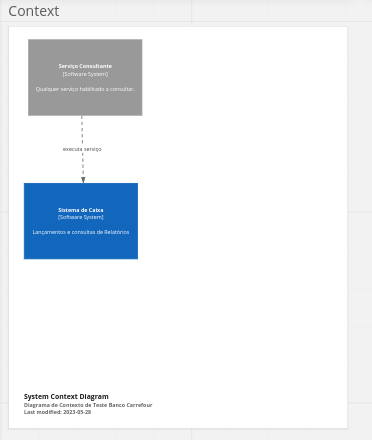 Context
Serviço Consultante
[Software System]
Qualquer serviço habilitado a consultar.
executa serviço
Sistema de Caixa
[Software System]
Lançamentos e consultas de Relatórios
System Context Diagram
Diagrama de Contexto de Teste Banco Carrefour
Last modified: 2023-05-28